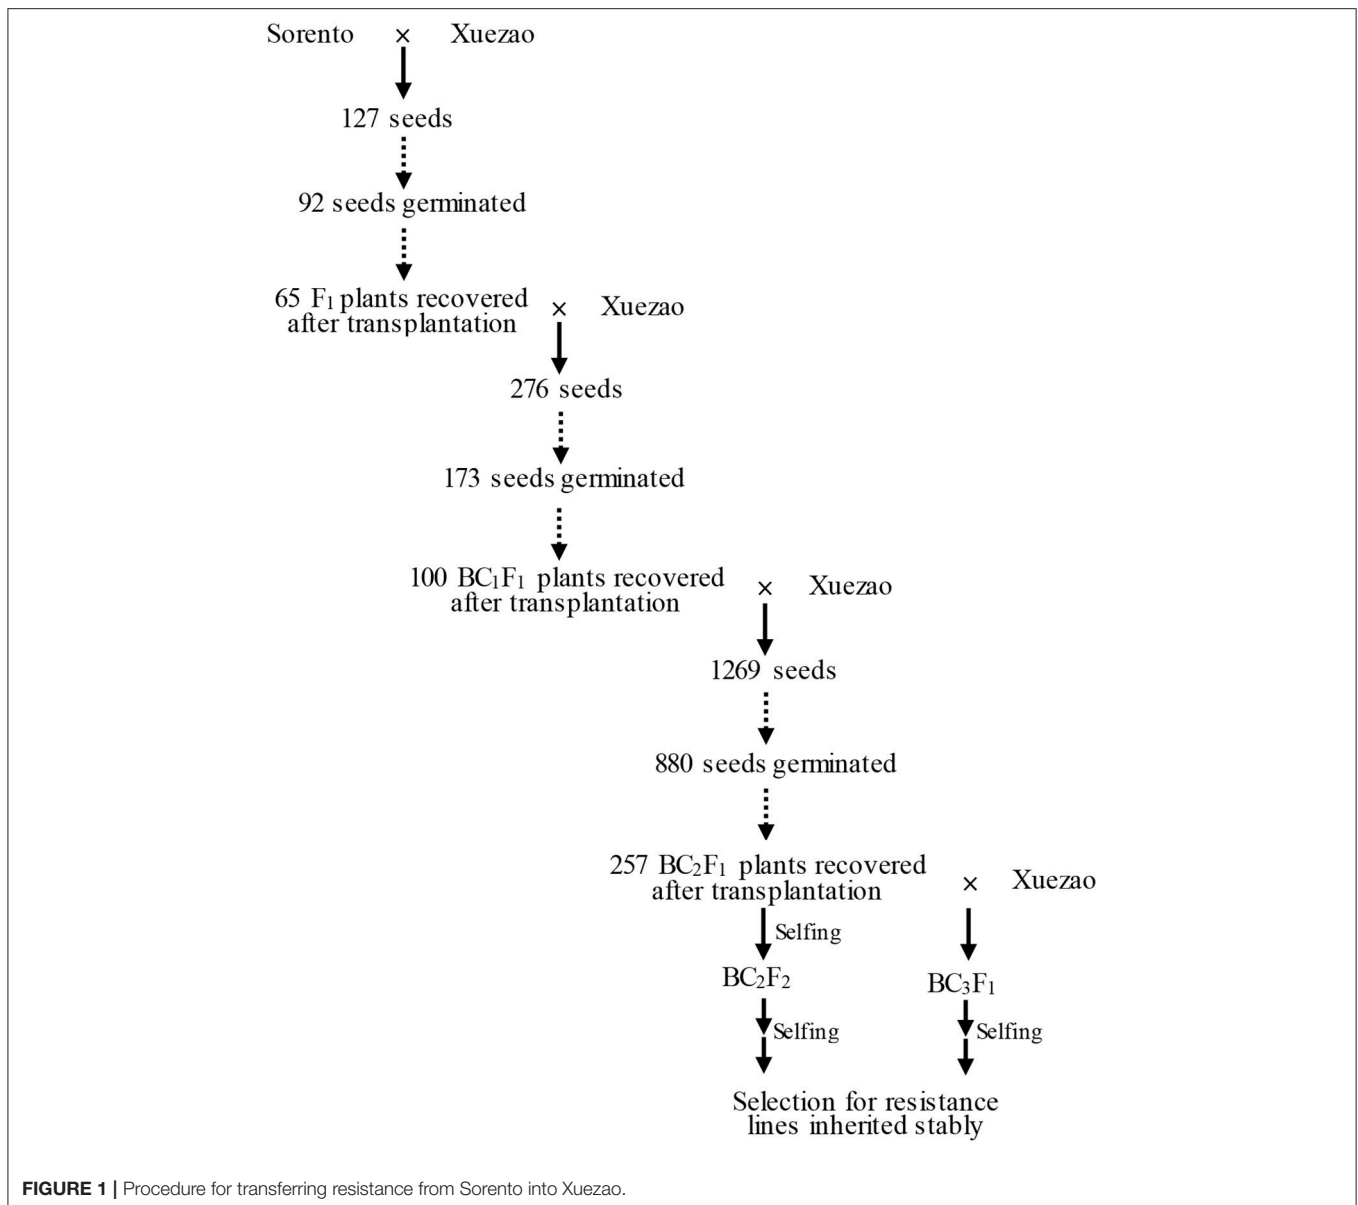 Sorento × Xuezao
127 seeds
92 seeds germinated
65 F₁ plants recovered
after transplantation
× Xuezao
276 seeds
173 seeds germinated
100 BC₁F₁ plants recovered
after transplantation
× Xuezao
1269 seeds
880 seeds germinated
257 BC₂F₁ plants recovered
after transplantation
× Xuezao
Selfing
BC₂F₂
BC₃F₁
Selfing
Selfing
Selection for resistance
lines inherited stably
FIGURE 1 | Procedure for transferring resistance from Sorento into Xuezao.